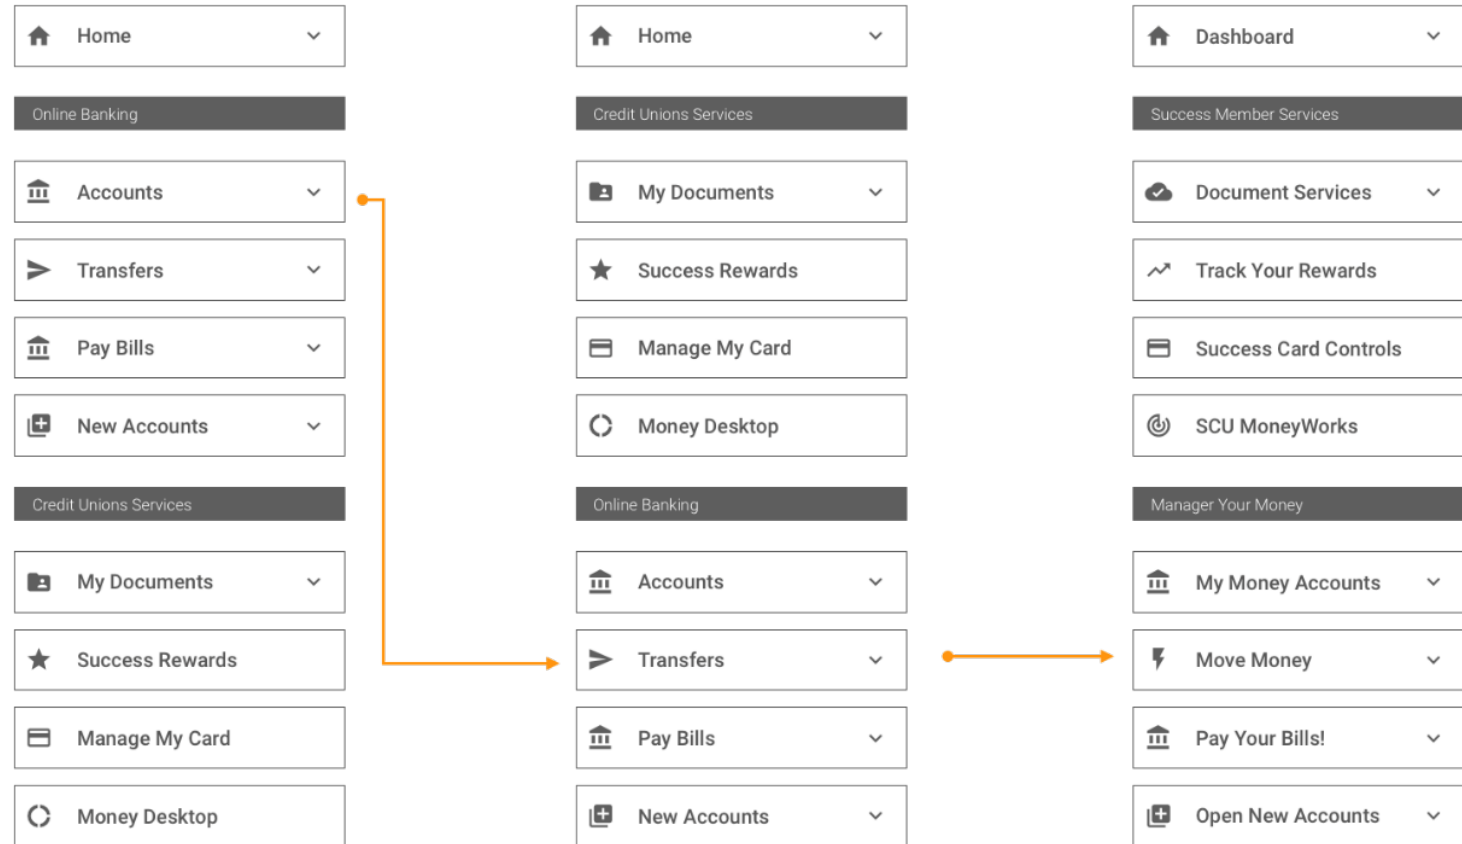 Home
Online Banking
Accounts
Transfers
Pay Bills
New Accounts
Credit Unions Services
My Documents
Success Rewards
Manage My Card
Money Desktop
Home
Credit Unions Services
My Documents
Success Rewards
Manage My Card
Money Desktop
Online Banking
Accounts
Transfers
Pay Bills
New Accounts
Dashboard
Success Member Services
Document Services
Track Your Rewards
Success Card Controls
SCU MoneyWorks
Manager Your Money
My Money Accounts
Move Money
Pay Your Bills!
Open New Accounts